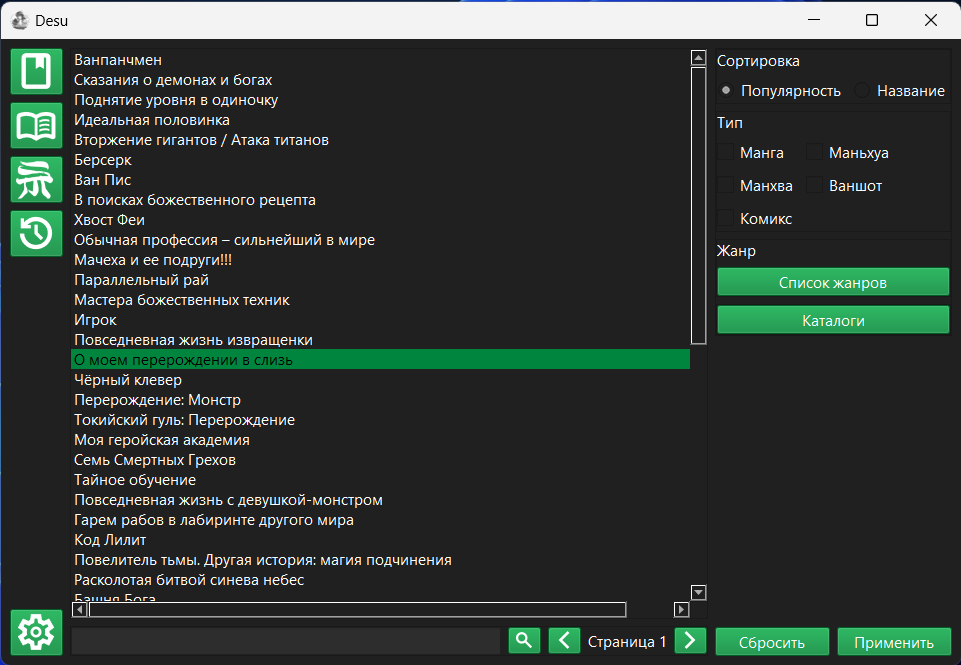 Desu
Ванпанчмен
Сказания о демонах и богах
Поднятие уровня в одиночку
Идеальная половинка
Вторжение гигантов / Атака титанов
Берсерк
Ван Пис
В поисках божественного рецепта
Хвост Феи
Обычная профессия – сильнейший в мире
Мачеха и ее подруги!!!
Параллельный рай
Мастера божественных техник
Игрок
Повседневная жизнь извращенки
О моем перерождении в слизь
Чёрный клевер
Перерождение: Монстр
Токийский гуль: Перерождение
Моя геройская академия
Семь Смертных Грехов
Тайное обучение
Повседневная жизнь с девушкой-монстром
Гарем рабов в лабиринте другого мира
Код Лилит
Повелитель тьмы. Другая история: магия подчинения
Расколотая битвой синева небес
Башня Бога
Сортировка
Популярность Название
Тип
Манга Маньхуа
Манхва Ваншот
Комикс
Жанр
Список жанров
Каталоги
Страница 1
Сбросить Применить